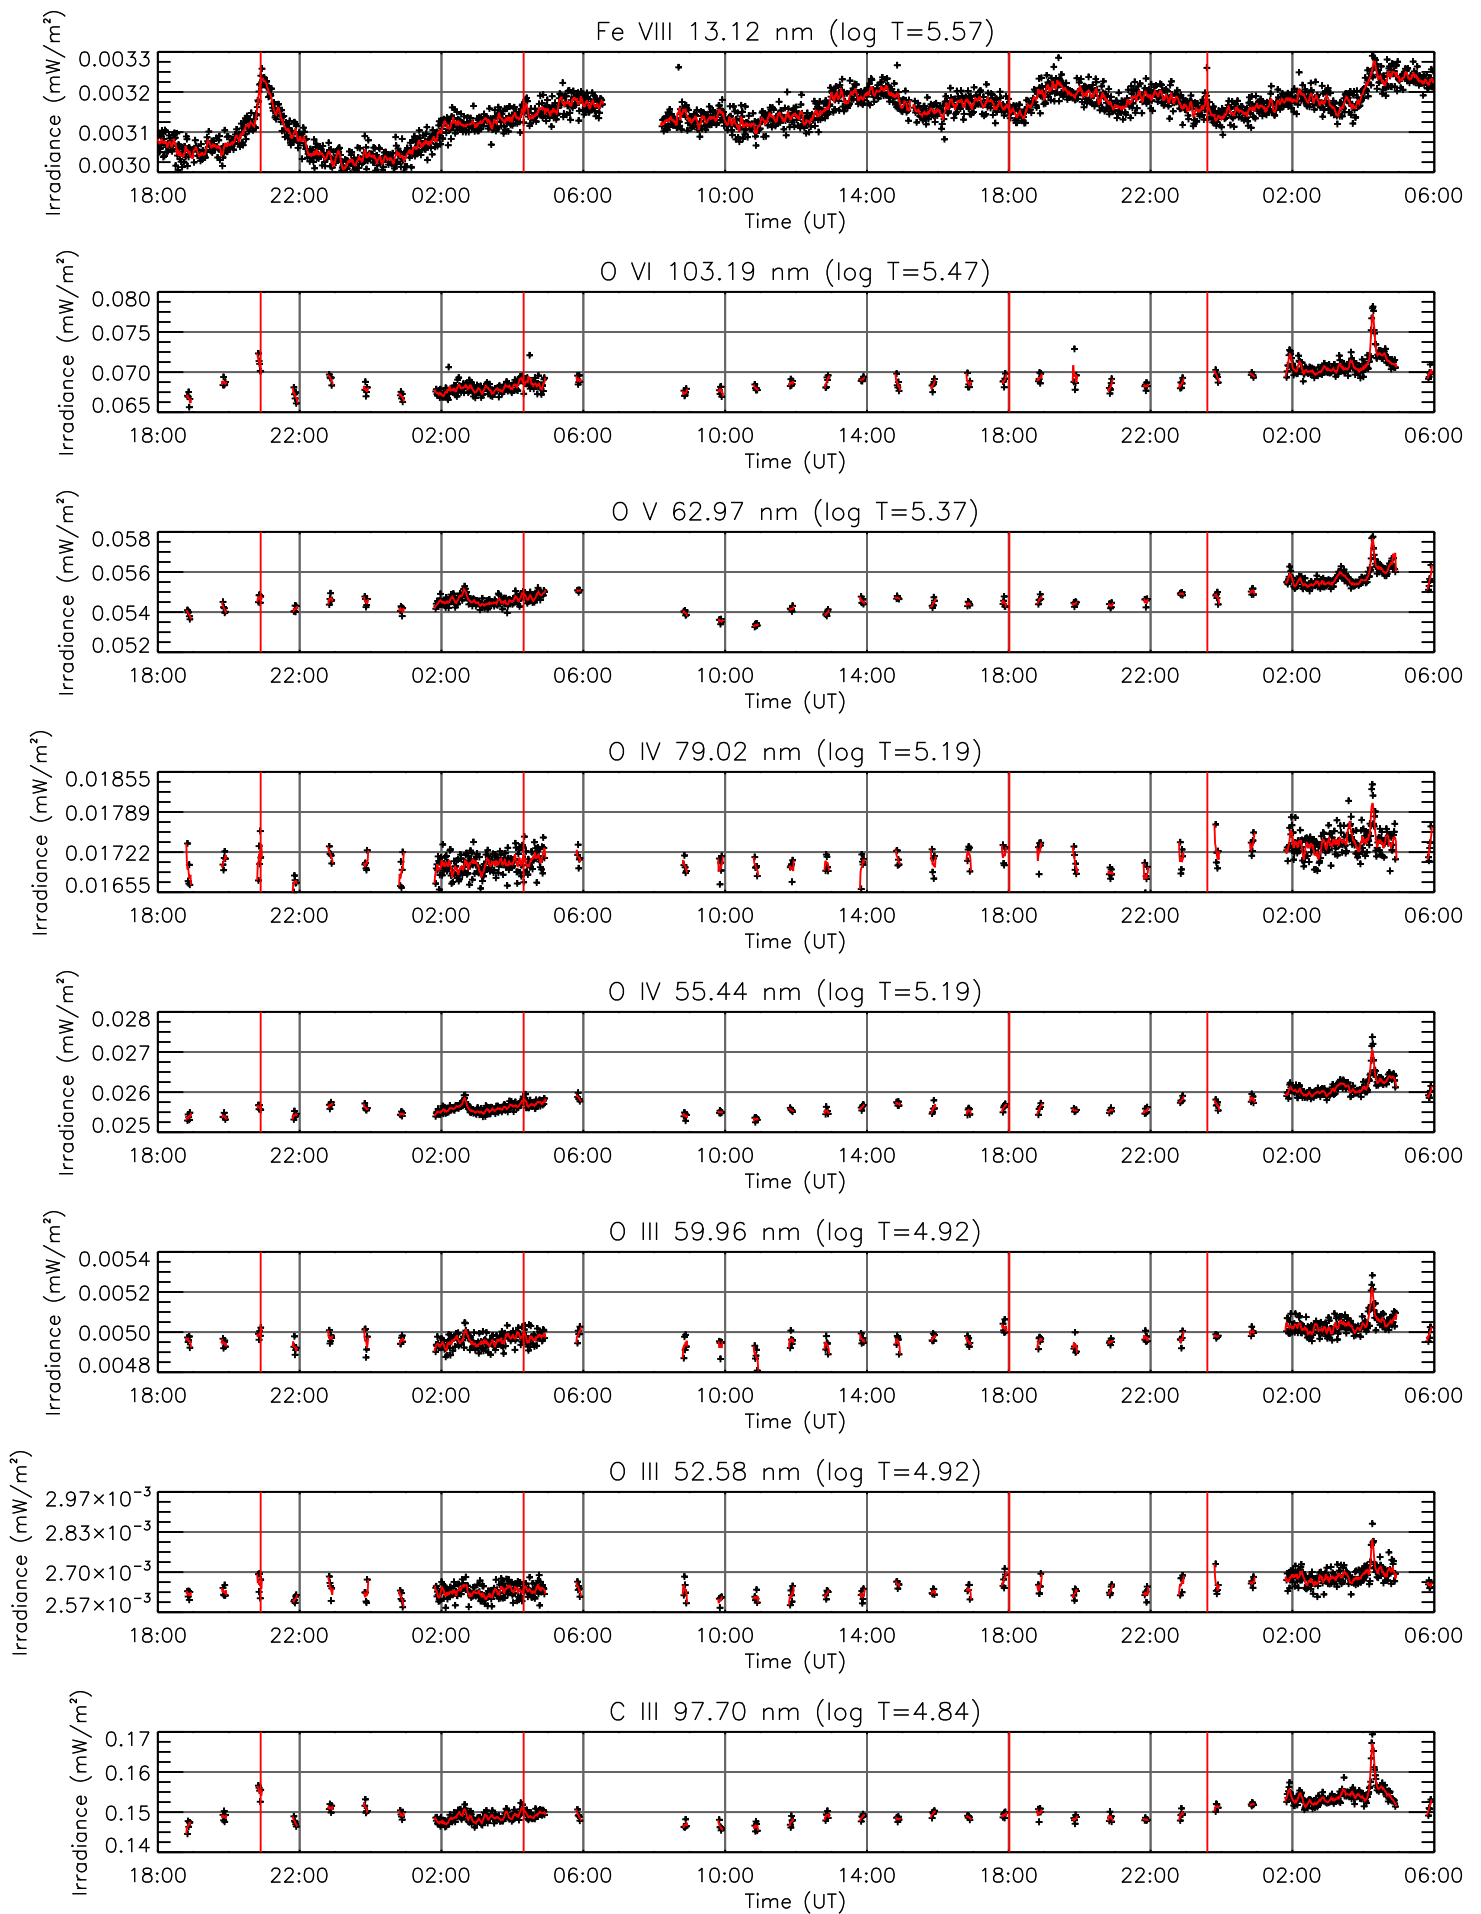 Fe VIII 13.12 nm (log T=5.57)
Irradiance (mW/m²)
0.0033
0.0032
0.0031
0.0030
18:00 22:00 02:00 06:00 10:00 14:00 18:00 22:00 02:00 06:00
Time (UT)
O VI 103.19 nm (log T=5.47)
Irradiance (mW/m²)
0.080
0.075
0.070
0.065
18:00 22:00 02:00 06:00 10:00 14:00 18:00 22:00 02:00 06:00
Time (UT)
O V 62.97 nm (log T=5.37)
Irradiance (mW/m²)
0.058
0.056
0.054
0.052
18:00 22:00 02:00 06:00 10:00 14:00 18:00 22:00 02:00 06:00
Time (UT)
O IV 79.02 nm (log T=5.19)
Irradiance (mW/m²)
0.01855
0.01789
0.01722
0.01655
18:00 22:00 02:00 06:00 10:00 14:00 18:00 22:00 02:00 06:00
Time (UT)
O IV 55.44 nm (log T=5.19)
Irradiance (mW/m²)
0.028
0.027
0.026
0.025
18:00 22:00 02:00 06:00 10:00 14:00 18:00 22:00 02:00 06:00
Time (UT)
O III 59.96 nm (log T=4.92)
Irradiance (mW/m²)
0.0054
0.0052
0.0050
0.0048
18:00 22:00 02:00 06:00 10:00 14:00 18:00 22:00 02:00 06:00
Time (UT)
O III 52.58 nm (log T=4.92)
Irradiance (mW/m²)
2.97×10⁻³
2.83×10⁻³
2.70×10⁻³
2.57×10⁻³
18:00 22:00 02:00 06:00 10:00 14:00 18:00 22:00 02:00 06:00
Time (UT)
C III 97.70 nm (log T=4.84)
Irradiance (mW/m²)
0.17
0.16
0.15
0.14
18:00 22:00 02:00 06:00 10:00 14:00 18:00 22:00 02:00 06:00
Time (UT)